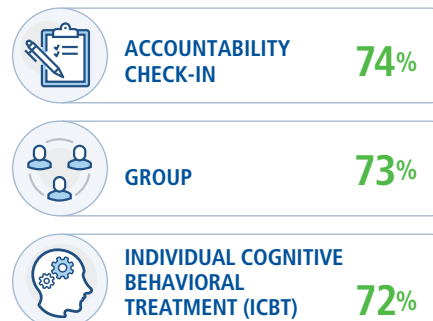 ACCOUNTABILITY
CHECK-IN 74%
GROUP 73%
INDIVIDUAL COGNITIVE
BEHAVIORAL
TREATMENT (ICBT) 72%